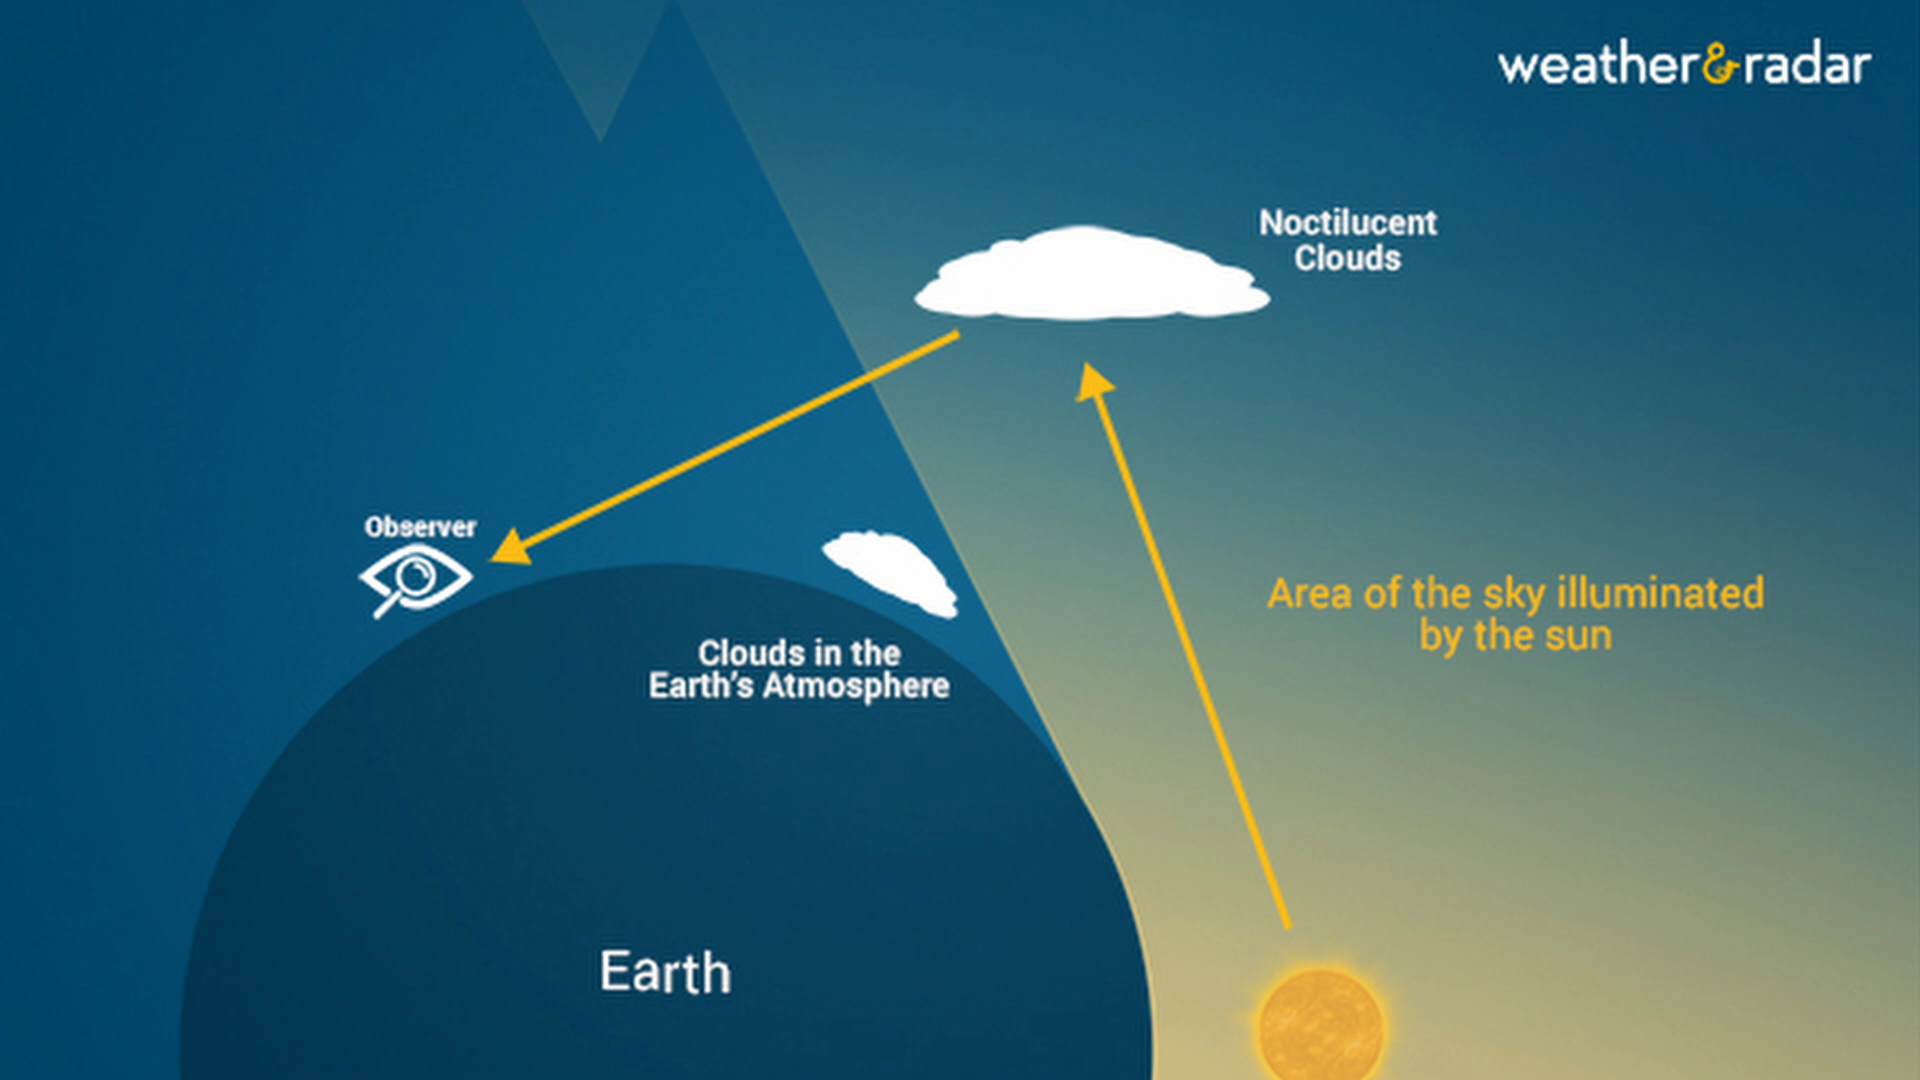 weather&radar
Noctilucent
Clouds
Observer
Area of the sky illuminated
by the sun
Clouds in the
Earth's Atmosphere
Earth